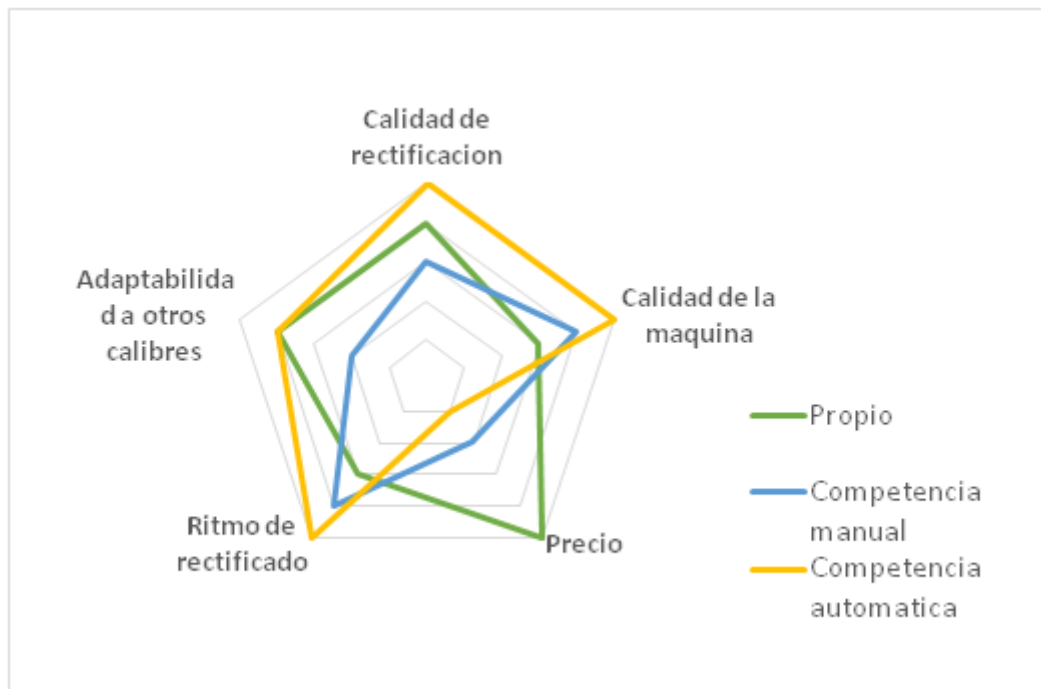 Calidad de
rectificacion
Adaptabilida
d a otros
calibres
Calidad de la
maquina
Ritmo de
rectificado
Precio
Propio
Competencia
manual
Competencia
automatica